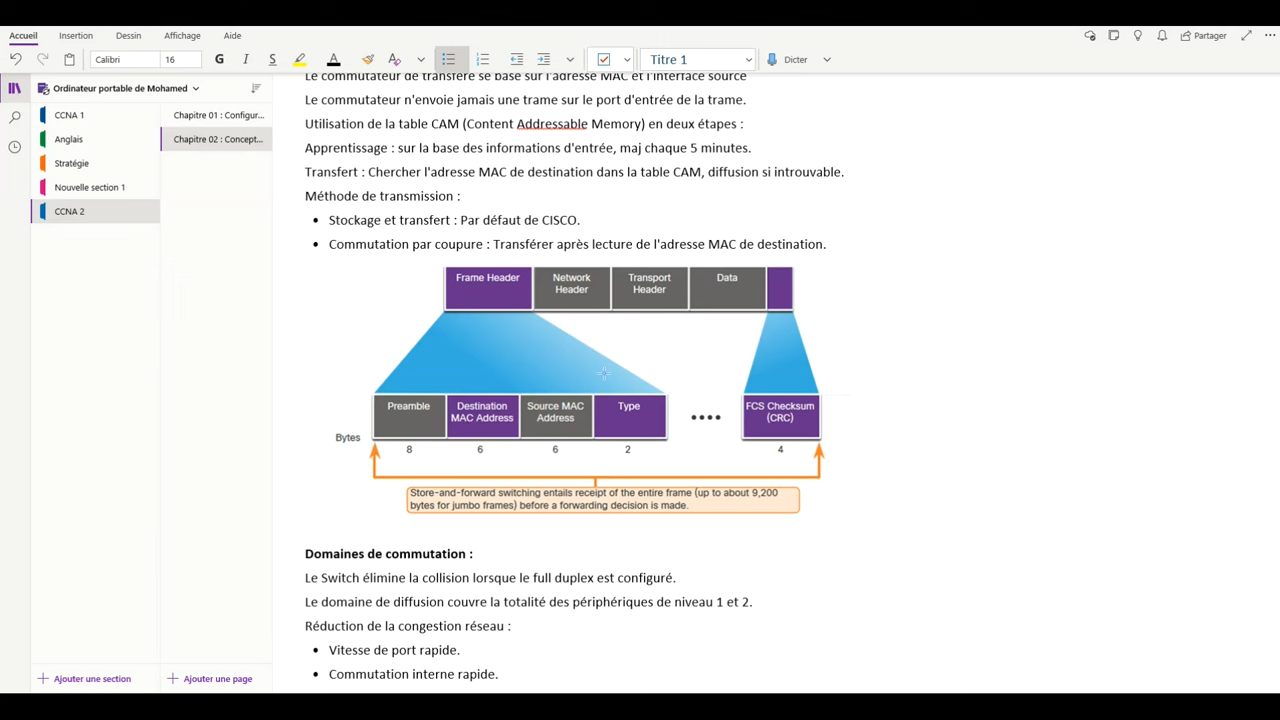 Accueil Insertion Dessin Affichage Aide
Partager
Calibri 16 G I S A Titre 1 Dicter
Ordinateur portable de Mohamed
CCNA 1
Anglais
Stratégie
Nouvelle section 1
CCNA 2
Chapitre 01 : Configur...
Chapitre 02 : Concept...
Le commutateur de transfère se base sur l'adresse MAC et l'interface source
Le commutateur n'envoie jamais une trame sur le port d'entrée de la trame.
Utilisation de la table CAM (Content Addressable Memory) en deux étapes :
Apprentissage : sur la base des informations d'entrée, maj chaque 5 minutes.
Transfert : Chercher l'adresse MAC de destination dans la table CAM, diffusion si introuvable.
Méthode de transmission :
• Stockage et transfert : Par défaut de CISCO.
• Commutation par coupure : Transférer après lecture de l'adresse MAC de destination.
Frame Header
Network
Header
Transport
Header
Data
Preamble
Destination
MAC Address
Source MAC
Address
Type
FCS Checksum
(CRC)
Bytes
8 6 6 2 4
Store-and-forward switching entails receipt of the entire frame (up to about 9,200
bytes for jumbo frames) before a forwarding decision is made.
Domaines de commutation :
Le Switch élimine la collision lorsque le full duplex est configuré.
Le domaine de diffusion couvre la totalité des périphériques de niveau 1 et 2.
Réduction de la congestion réseau :
• Vitesse de port rapide.
• Commutation interne rapide.
Ajouter une section
Ajouter une page